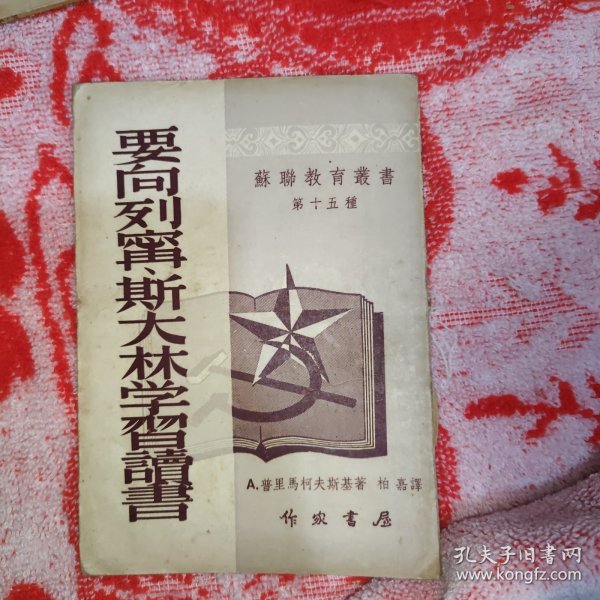 要向列寗、斯大林学習讀書
蘇聯教育叢書
第十五種
A.普里馬柯夫斯基著 柏嘉譯
作家書屋
孔夫子旧書网
www.kongfz.com